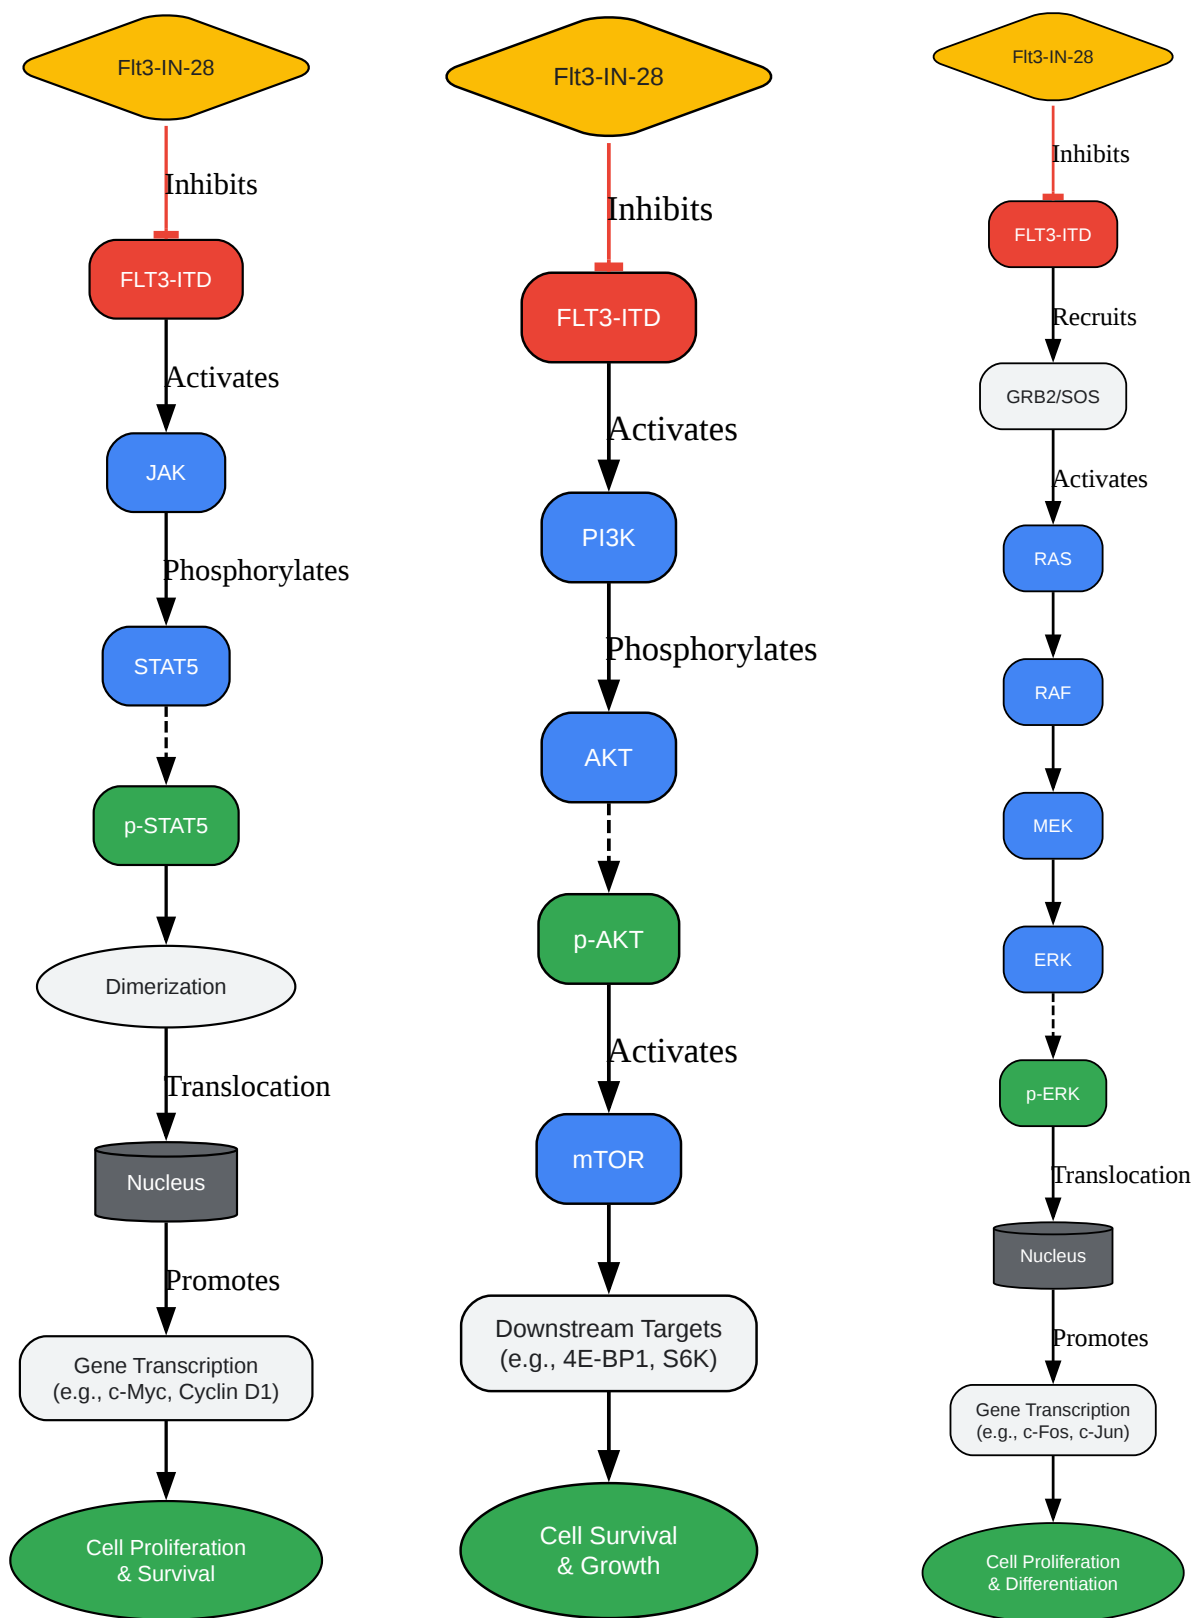 Flt3-IN-28
Inhibits
FLT3-ITD
Activates
JAK
Phosphorylates
STAT5
p-STAT5
Dimerization
Translocation
Nucleus
Promotes
Gene Transcription
(e.g., c-Myc, Cyclin D1)
Cell Proliferation
& Survival
Flt3-IN-28
Inhibits
FLT3-ITD
Activates
PI3K
Phosphorylates
AKT
p-AKT
Activates
mTOR
Downstream Targets
(e.g., 4E-BP1, S6K)
Cell Survival
& Growth
Flt3-IN-28
Inhibits
FLT3-ITD
Recruits
GRB2/SOS
Activates
RAS
RAF
MEK
ERK
p-ERK
Translocation
Nucleus
Promotes
Gene Transcription
(e.g., c-Fos, c-Jun)
Cell Proliferation
& Differentiation